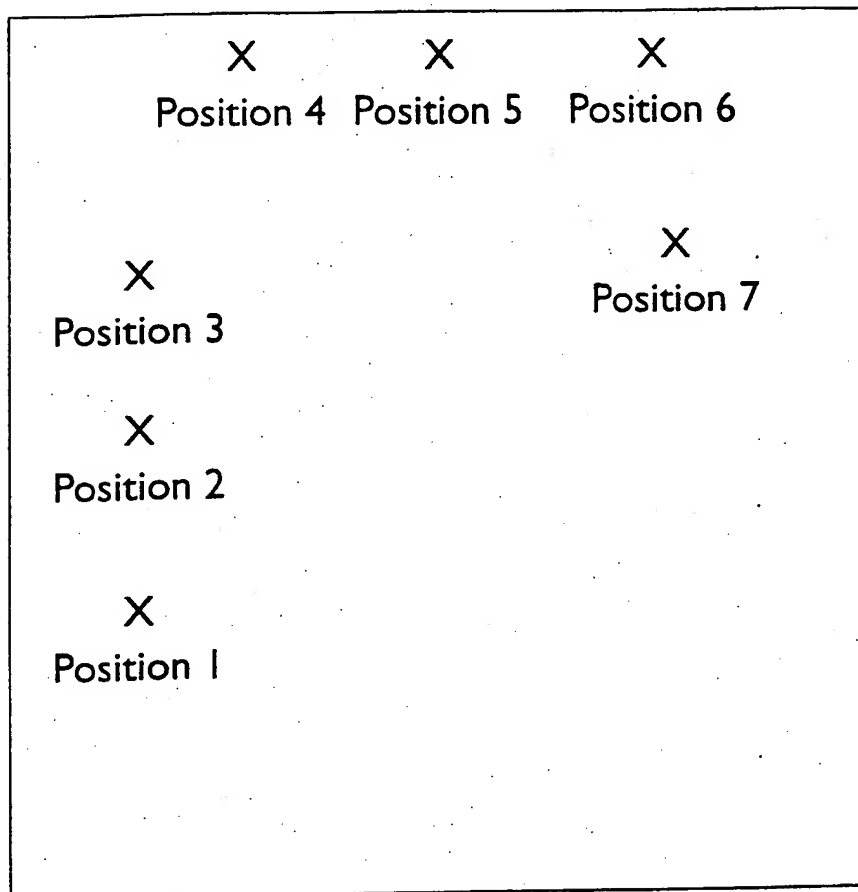 X X X
Position 4 Position 5 Position 6
X
Position 7
X
Position 3
X
Position 2
X
Position 1